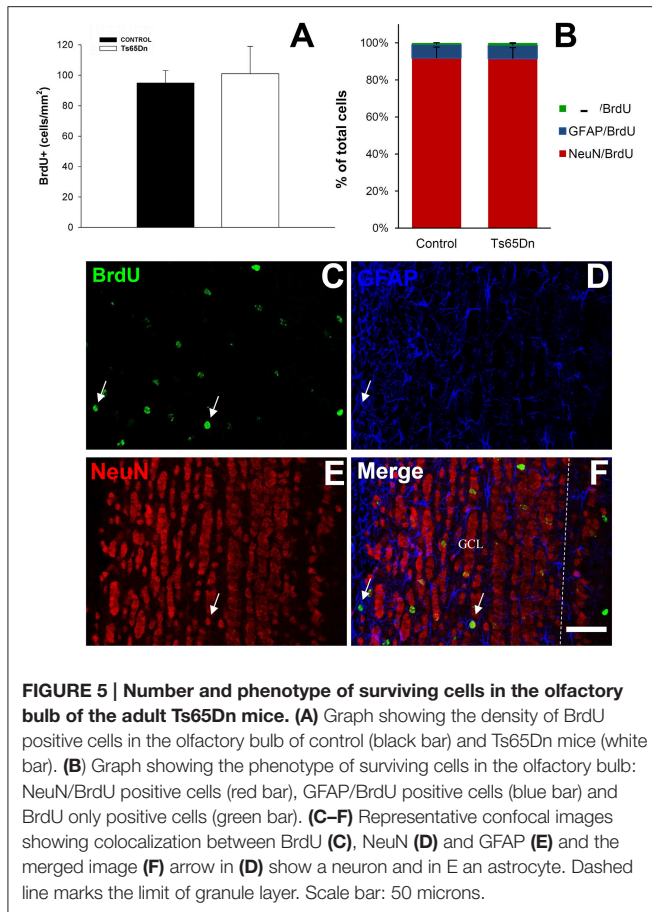 CONTROL
Ts65Dn
A
BrdU+ (cells/mm²)
120
100
80
60
40
20
0
B
% of total cells
100%
80%
60%
40%
20%
0%
Control
Ts65Dn
– /BrdU
GFAP/BrdU
NeuN/BrdU
BrdU
C
GFAP
D
NeuN
E
Merge
F
GCL
FIGURE 5 | Number and phenotype of surviving cells in the olfactory
bulb of the adult Ts65Dn mice. (A) Graph showing the density of BrdU
positive cells in the olfactory bulb of control (black bar) and Ts65Dn mice (white
bar). (B) Graph showing the phenotype of surviving cells in the olfactory bulb:
NeuN/BrdU positive cells (red bar), GFAP/BrdU positive cells (blue bar) and
BrdU only positive cells (green bar). (C–F) Representative confocal images
showing colocalization between BrdU (C), NeuN (D) and GFAP (E) and the
merged image (F) arrow in (D) show a neuron and in E an astrocyte. Dashed
line marks the limit of granule layer. Scale bar: 50 microns.